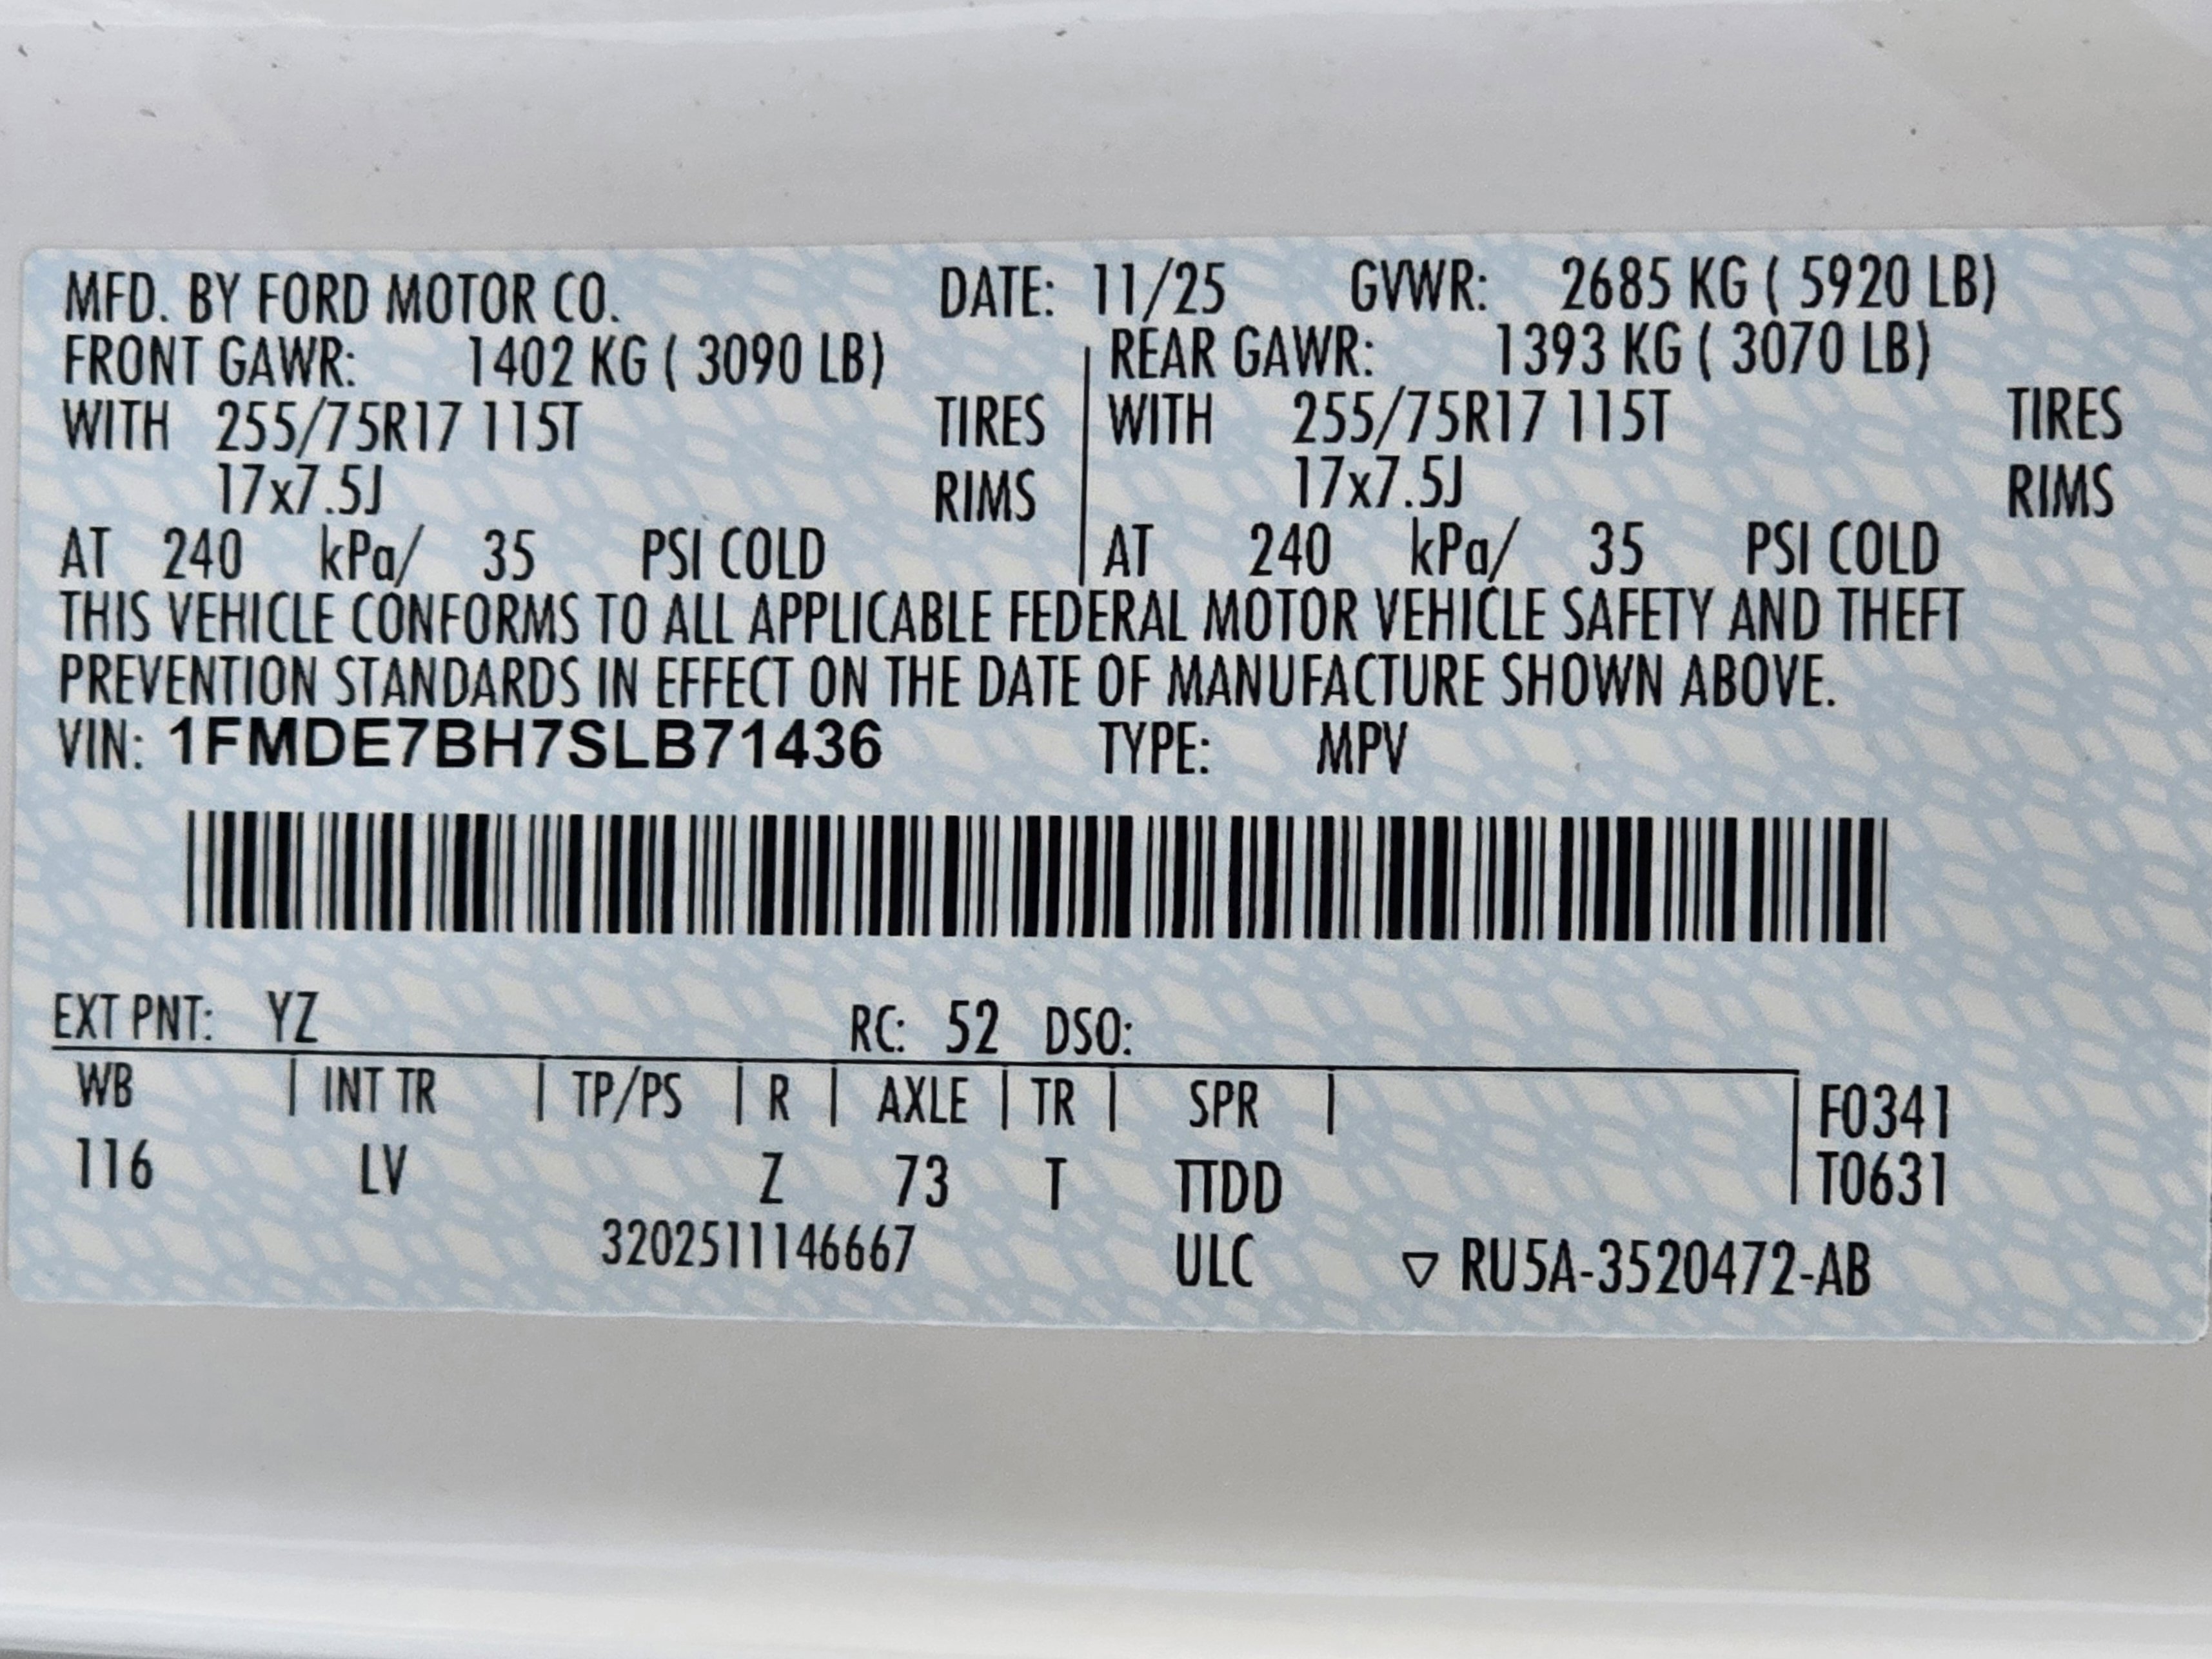 MFD. BY FORD MOTOR CO. DATE: 11/25 GVWR: 2685 KG ( 5920 LB)
FRONT GAWR: 1402 KG ( 3090 LB) REAR GAWR: 1393 KG ( 3070 LB)
WITH 255/75R17 115T TIRES WITH 255/75R17 115T TIRES
17x7.5J RIMS 17x7.5J RIMS
AT 240 kPa/ 35 PSI COLD AT 240 kPa/ 35 PSI COLD
THIS VEHICLE CONFORMS TO ALL APPLICABLE FEDERAL MOTOR VEHICLE SAFETY AND THEFT
PREVENTION STANDARDS IN EFFECT ON THE DATE OF MANUFACTURE SHOWN ABOVE.
VIN: 1FMDE7BH7SLB71436 TYPE: MPV
EXT PNT: YZ RC: 52 DSO:
WB | INT TR | TP/PS | R | AXLE | TR | SPR | F0341
116 LV Z 73 T TTDD T0631
3202511146667 ULC ▽ RU5A-3520472-AB